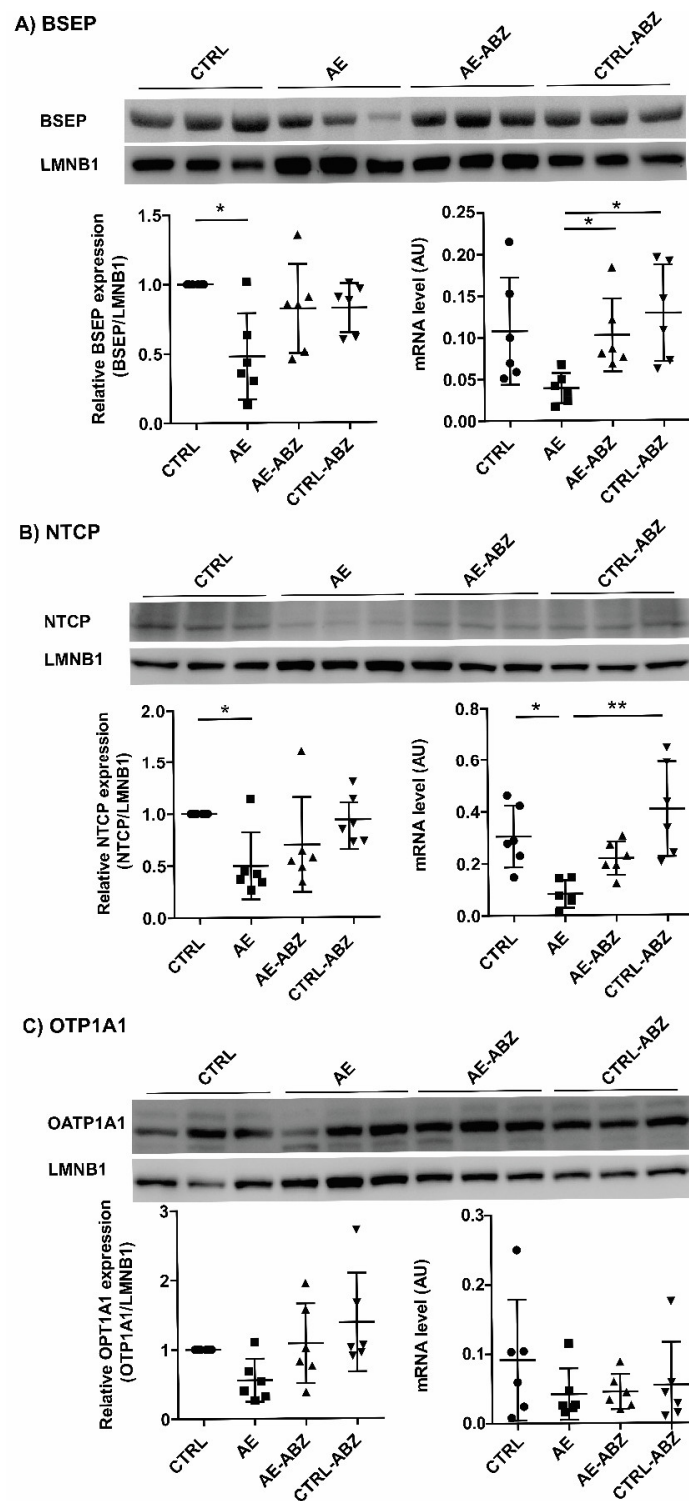 A) BSEP
CTRL AE AE-ABZ CTRL-ABZ
BSEP
LMNB1
* * *
Relative BSEP expression
(BSEP/LMNB1)
1.5
1.0
0.5
0.0
CTRL AE AE-ABZ CTRL-ABZ
mRNA level (AU)
0.25
0.20
0.15
0.10
0.05
0.00
CTRL AE AE-ABZ CTRL-ABZ
B) NTCP
CTRL AE AE-ABZ CTRL-ABZ
NTCP
LMNB1
* * **
Relative NTCP expression
(NTCP/LMNB1)
2.0
1.5
1.0
0.5
0.0
CTRL AE AE-ABZ CTRL-ABZ
mRNA level (AU)
0.8
0.6
0.4
0.2
0.0
CTRL AE AE-ABZ CTRL-ABZ
C) OTP1A1
CTRL AE AE-ABZ CTRL-ABZ
OATP1A1
LMNB1
Relative OPT1A1 expression
(OTP1A1/LMNB1)
3
2
1
0
CTRL AE AE-ABZ CTRL-ABZ
mRNA level (AU)
0.3
0.2
0.1
0.0
CTRL AE AE-ABZ CTRL-ABZ